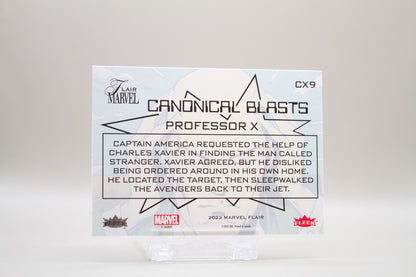 Flair
MARVEL
CX9
CANONICAL BLASTS
PROFESSOR X
CAPTAIN AMERICA REQUESTED THE HELP OF
CHARLES XAVIER IN FINDING THE MAN CALLED
STRANGER. XAVIER AGREED, BUT HE DISLIKED
BEING ORDERED AROUND IN HIS OWN HOME.
HE LOCATED THE TARGET, THEN SLEEPWALKED
THE AVENGERS BACK TO THEIR JET.
FLEER
MARVEL
2022 MARVEL FLAIR
FLEER